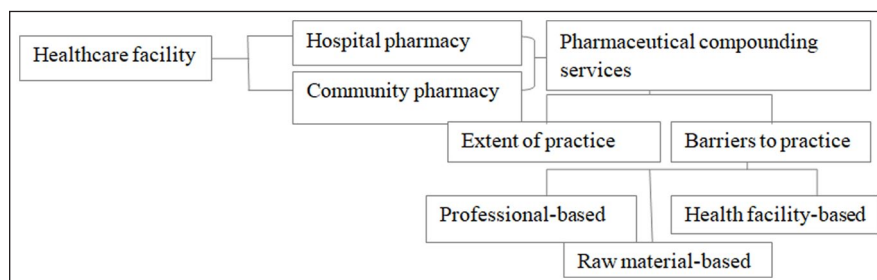 Healthcare facility
Hospital pharmacy
Community pharmacy
Pharmaceutical compounding
services
Extent of practice
Barriers to practice
Professional-based
Raw material-based
Health facility-based